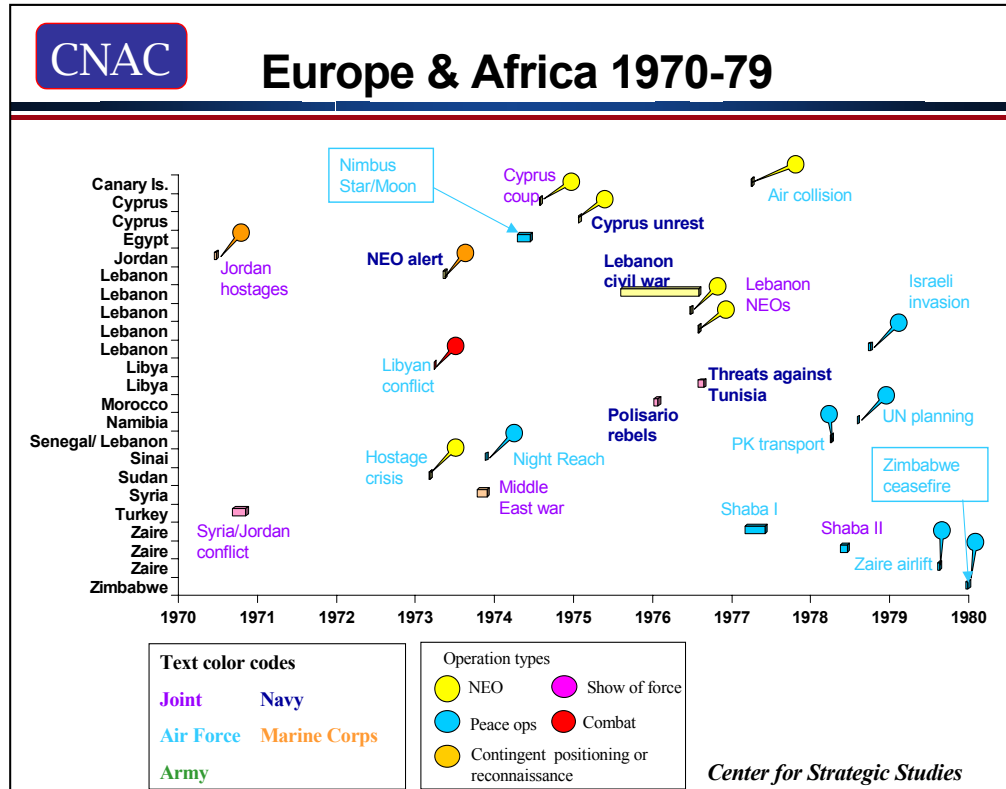 CNAC
Europe & Africa 1970-79
Nimbus
Star/Moon
Cyprus
coup
Air collision
Canary Is.
Cyprus
Cyprus
Egypt
Jordan
Lebanon
Lebanon
Lebanon
Lebanon
Lebanon
Libya
Libya
Morocco
Namibia
Senegal/ Lebanon
Sinai
Sudan
Syria
Turkey
Zaire
Zaire
Zaire
Zimbabwe
Cyprus unrest
Jordan
hostages
NEO alert
Lebanon
civil war
Lebanon
NEOs
Israeli
invasion
Libyan
conflict
Threats against
Tunisia
Polisario
rebels
UN planning
PK transport
Hostage
crisis
Night Reach
Zimbabwe
ceasefire
Middle
East war
Syria/Jordan
conflict
Shaba I
Shaba II
Zaire airlift
1970 1971 1972 1973 1974 1975 1976 1977 1978 1979 1980
Text color codes
Joint Navy
Air Force Marine Corps
Army
Operation types
NEO Show of force
Peace ops Combat
Contingent positioning or
reconnaissance
Center for Strategic Studies